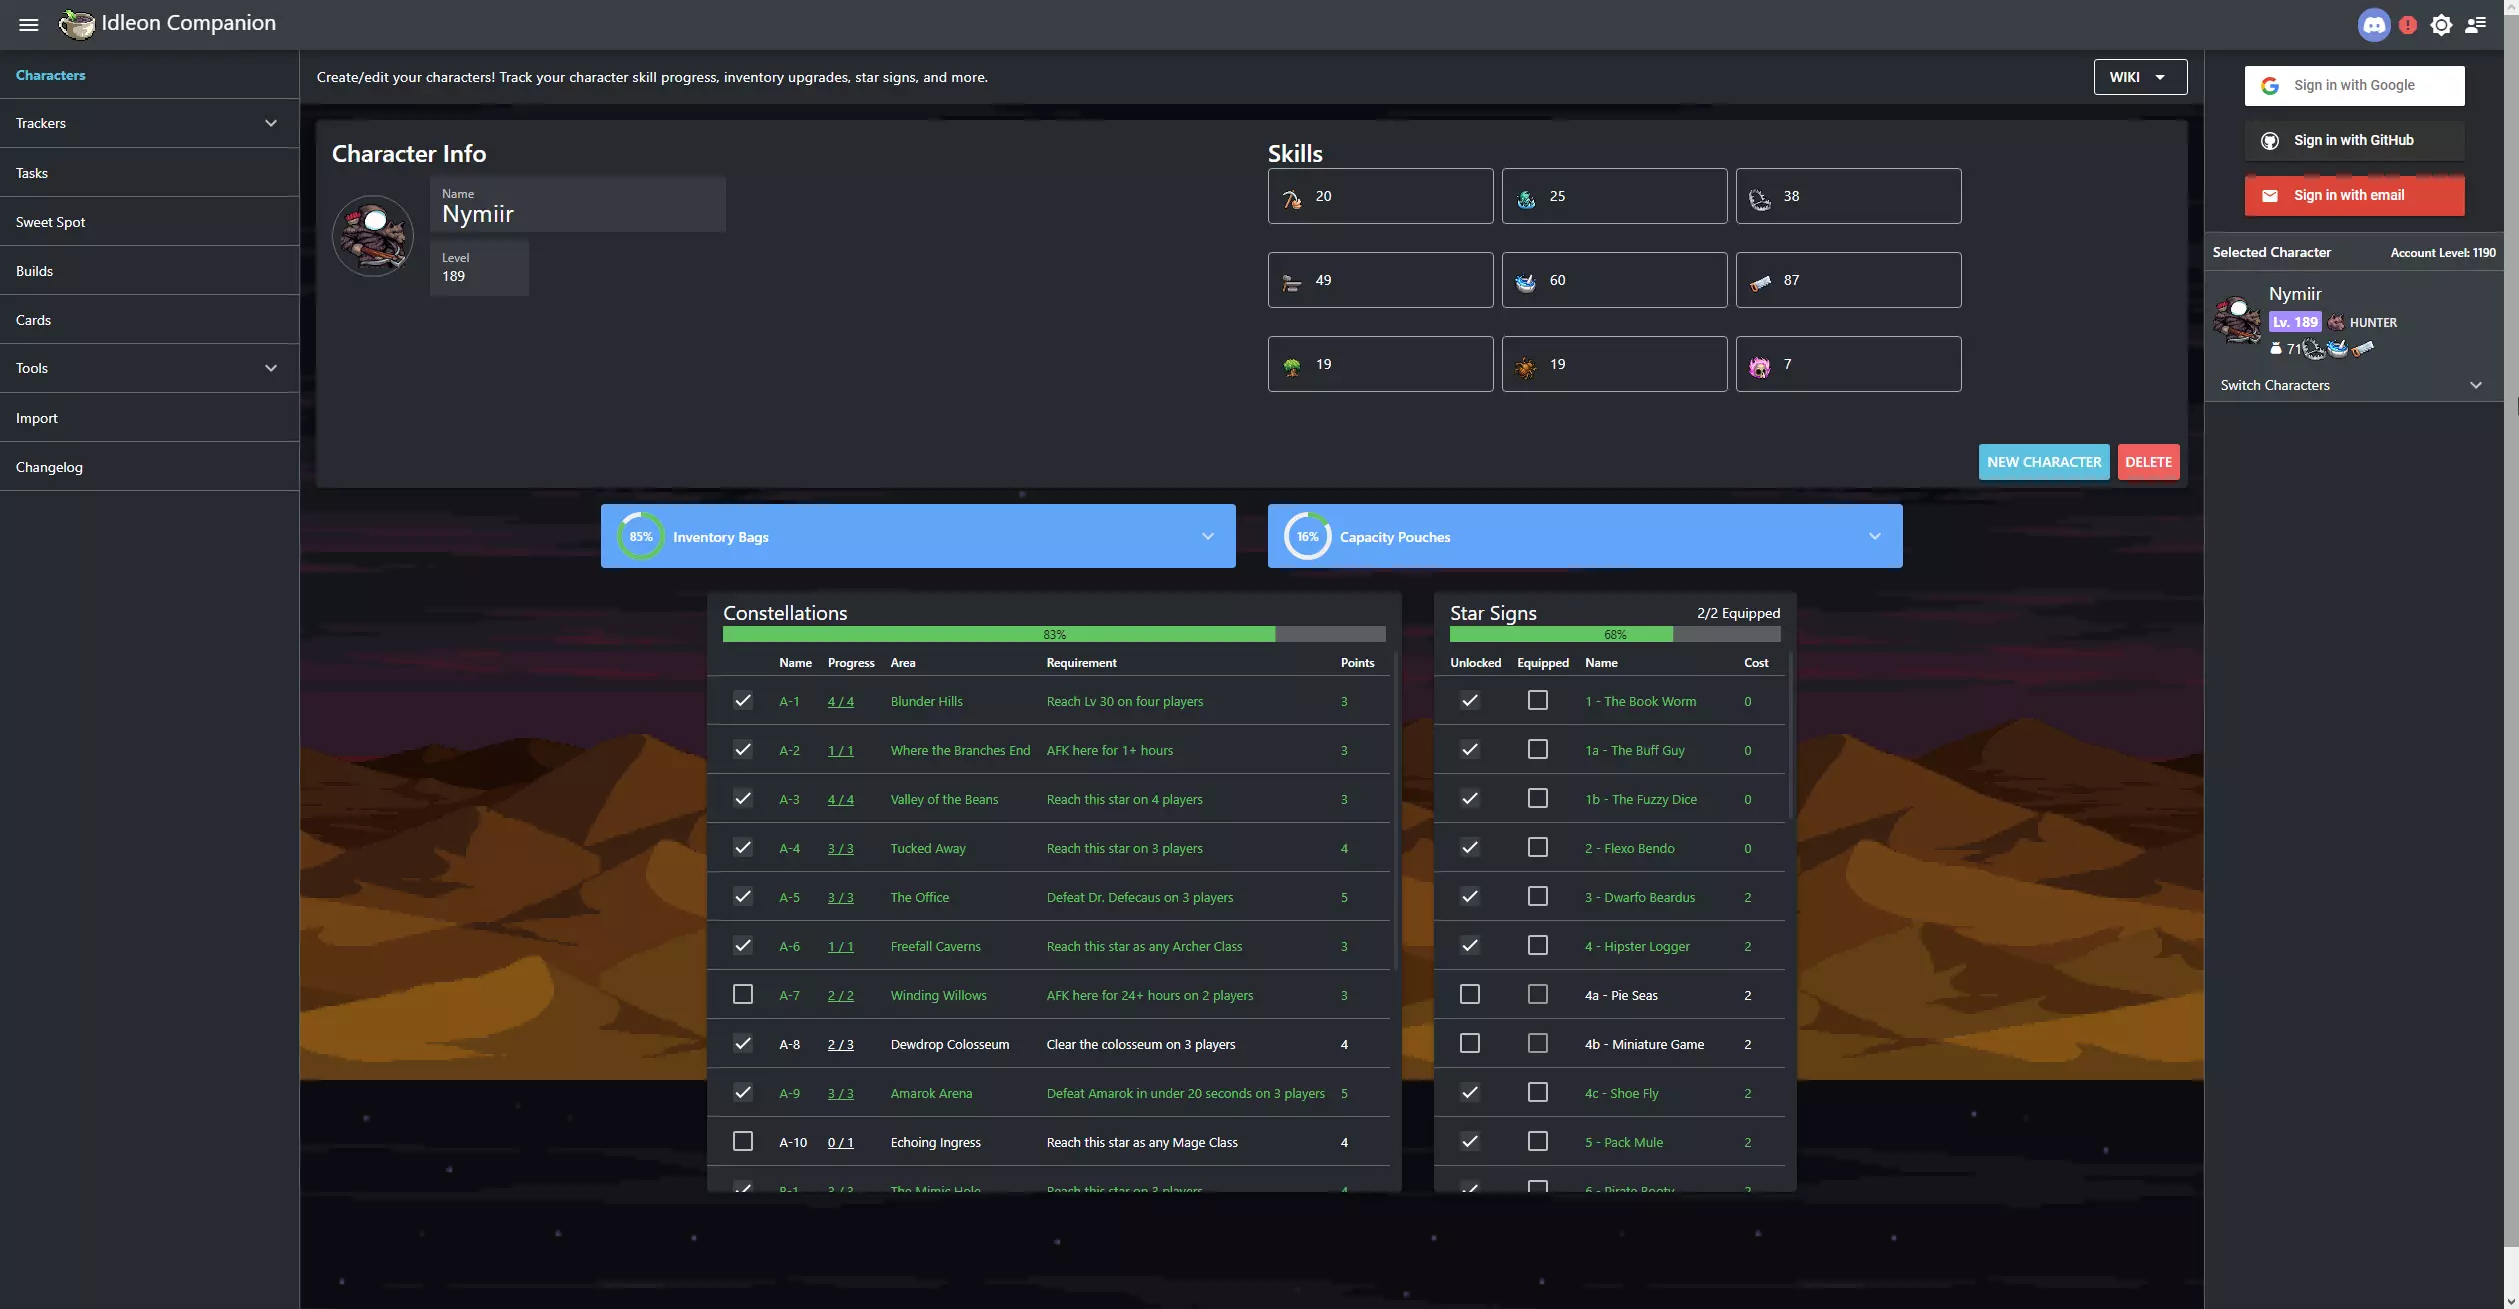 Idleon Companion
Characters
Trackers
Tasks
Sweet Spot
Builds
Cards
Tools
Import
Changelog
Create/edit your characters! Track your character skill progress, inventory upgrades, star signs, and more.
WIKI
Character Info
Name
Nymiir
Level
189
Skills
20 25 38
49 60 87
19 19 7
NEW CHARACTER DELETE
85% Inventory Bags
16% Capacity Pouches
Constellations
83%
Name Progress Area Requirement Points
A-1 4 / 4 Blunder Hills Reach Lv 30 on four players 3
A-2 1 / 1 Where the Branches End AFK here for 1+ hours 3
A-3 4 / 4 Valley of the Beans Reach this star on 4 players 3
A-4 3 / 3 Tucked Away Reach this star on 3 players 4
A-5 3 / 3 The Office Defeat Dr. Defecaus on 3 players 5
A-6 1 / 1 Freefall Caverns Reach this star as any Archer Class 3
A-7 2 / 2 Winding Willows AFK here for 24+ hours on 2 players 3
A-8 2 / 3 Dewdrop Colosseum Clear the colosseum on 3 players 4
A-9 3 / 3 Amarok Arena Defeat Amarok in under 20 seconds on 3 players 5
A-10 0 / 1 Echoing Ingress Reach this star as any Mage Class 4
B-1 3 / 3 The Mimic Hole Reach this star on 3 players 4
Star Signs 2/2 Equipped
68%
Unlocked Equipped Name Cost
1 - The Book Worm 0
1a - The Buff Guy 0
1b - The Fuzzy Dice 0
2 - Flexo Bendo 0
3 - Dwarfo Beardus 2
4 - Hipster Logger 2
4a - Pie Seas 2
4b - Miniature Game 2
4c - Shoe Fly 2
5 - Pack Mule 2
6 - Pirate Booty 2
Sign in with Google
Sign in with GitHub
Sign in with email
Selected Character Account Level: 1190
Nymiir
Lv. 189 HUNTER
71
Switch Characters